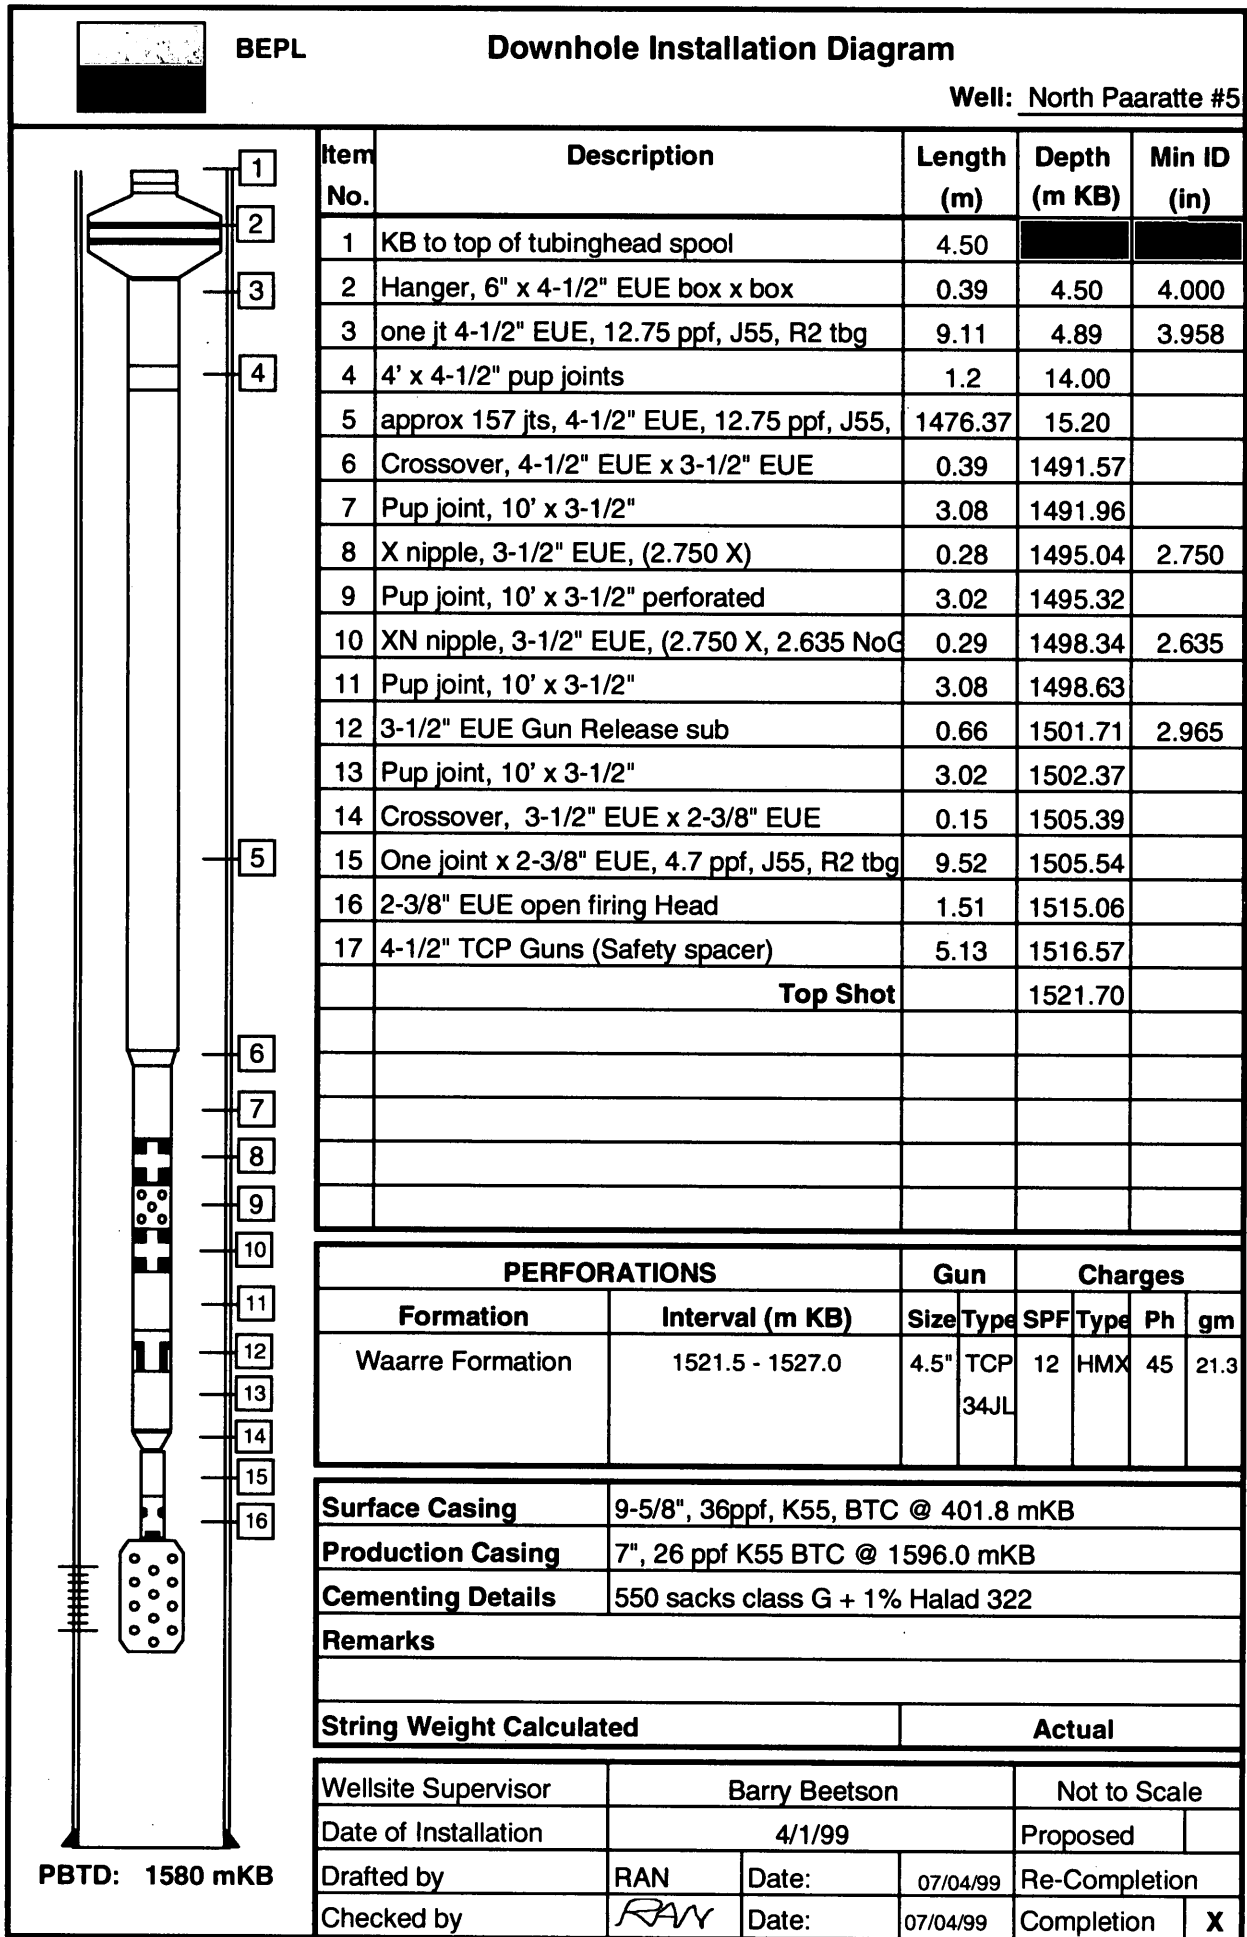 BEPL
Downhole Installation Diagram
Well: North Paaratte #5
Item No. Description Length (m) Depth (m KB) Min ID (in)
1 KB to top of tubinghead spool 4.50
2 Hanger, 6" x 4-1/2" EUE box x box 0.39 4.50 4.000
3 one jt 4-1/2" EUE, 12.75 ppf, J55, R2 tbg 9.11 4.89 3.958
4 4' x 4-1/2" pup joints 1.2 14.00
5 approx 157 jts, 4-1/2" EUE, 12.75 ppf, J55, 1476.37 15.20
6 Crossover, 4-1/2" EUE x 3-1/2" EUE 0.39 1491.57
7 Pup joint, 10' x 3-1/2" 3.08 1491.96
8 X nipple, 3-1/2" EUE, (2.750 X) 0.28 1495.04 2.750
9 Pup joint, 10' x 3-1/2" perforated 3.02 1495.32
10 XN nipple, 3-1/2" EUE, (2.750 X, 2.635 NoG 0.29 1498.34 2.635
11 Pup joint, 10' x 3-1/2" 3.08 1498.63
12 3-1/2" EUE Gun Release sub 0.66 1501.71 2.965
13 Pup joint, 10' x 3-1/2" 3.02 1502.37
14 Crossover, 3-1/2" EUE x 2-3/8" EUE 0.15 1505.39
15 One joint x 2-3/8" EUE, 4.7 ppf, J55, R2 tbg 9.52 1505.54
16 2-3/8" EUE open firing Head 1.51 1515.06
17 4-1/2" TCP Guns (Safety spacer) 5.13 1516.57
Top Shot 1521.70
1
2
3
4
5
6
7
8
9
10
11
12
13
14
15
16
PBTD: 1580 mKB
PERFORATIONS Gun Charges
Formation Interval (m KB) Size Type SPF Type Ph gm
Waarre Formation 1521.5 - 1527.0 4.5" TCP 12 HMX 45 21.3
34JL
Surface Casing 9-5/8", 36ppf, K55, BTC @ 401.8 mKB
Production Casing 7", 26 ppf K55 BTC @ 1596.0 mKB
Cementing Details 550 sacks class G + 1% Halad 322
Remarks
String Weight Calculated Actual
Wellsite Supervisor Barry Beetson Not to Scale
Date of Installation 4/1/99 Proposed
Drafted by RAN Date: 07/04/99 Re-Completion
Checked by RAN Date: 07/04/99 Completion X